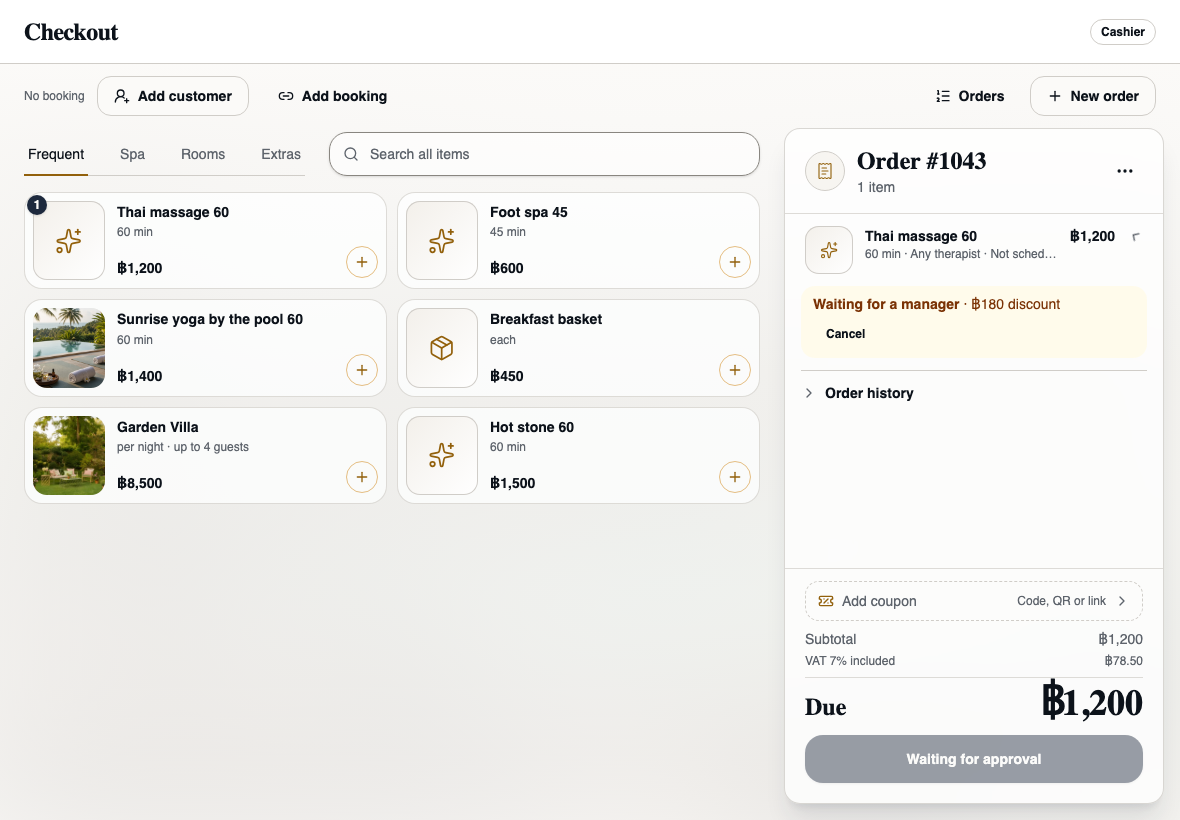 Checkout
Cashier
No booking
Add customer
Add booking
Orders
New order
Frequent
Spa
Rooms
Extras
Search all items
1
Thai massage 60
60 min
฿1,200
Foot spa 45
45 min
฿600
Sunrise yoga by the pool 60
60 min
฿1,400
Breakfast basket
each
฿450
Garden Villa
per night · up to 4 guests
฿8,500
Hot stone 60
60 min
฿1,500
Order #1043
1 item
Thai massage 60
฿1,200
60 min · Any therapist · Not sched…
Waiting for a manager · ฿180 discount
Cancel
Order history
Add coupon
Code, QR or link
Subtotal
฿1,200
VAT 7% included
฿78.50
Due
฿1,200
Waiting for approval